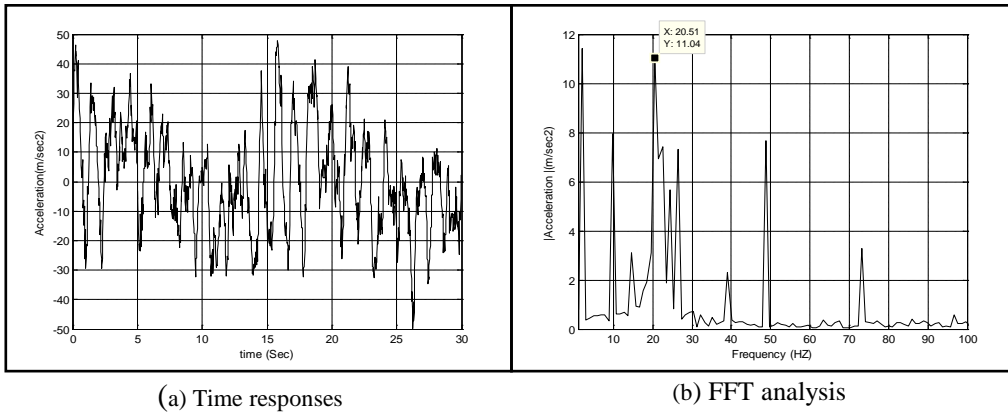 50
40
30
20
10
0
-10
-20
-30
-40
-50
0 5 10 15 20 25 30
time (Sec)
Acceleration(m/sec2)
(a) Time responses
X: 20.51
Y: 11.04
12
10
8
6
4
2
0
10 20 30 40 50 60 70 80 90 100
Frequency (HZ)
|Acceleration |(m/sec2)
(b) FFT analysis